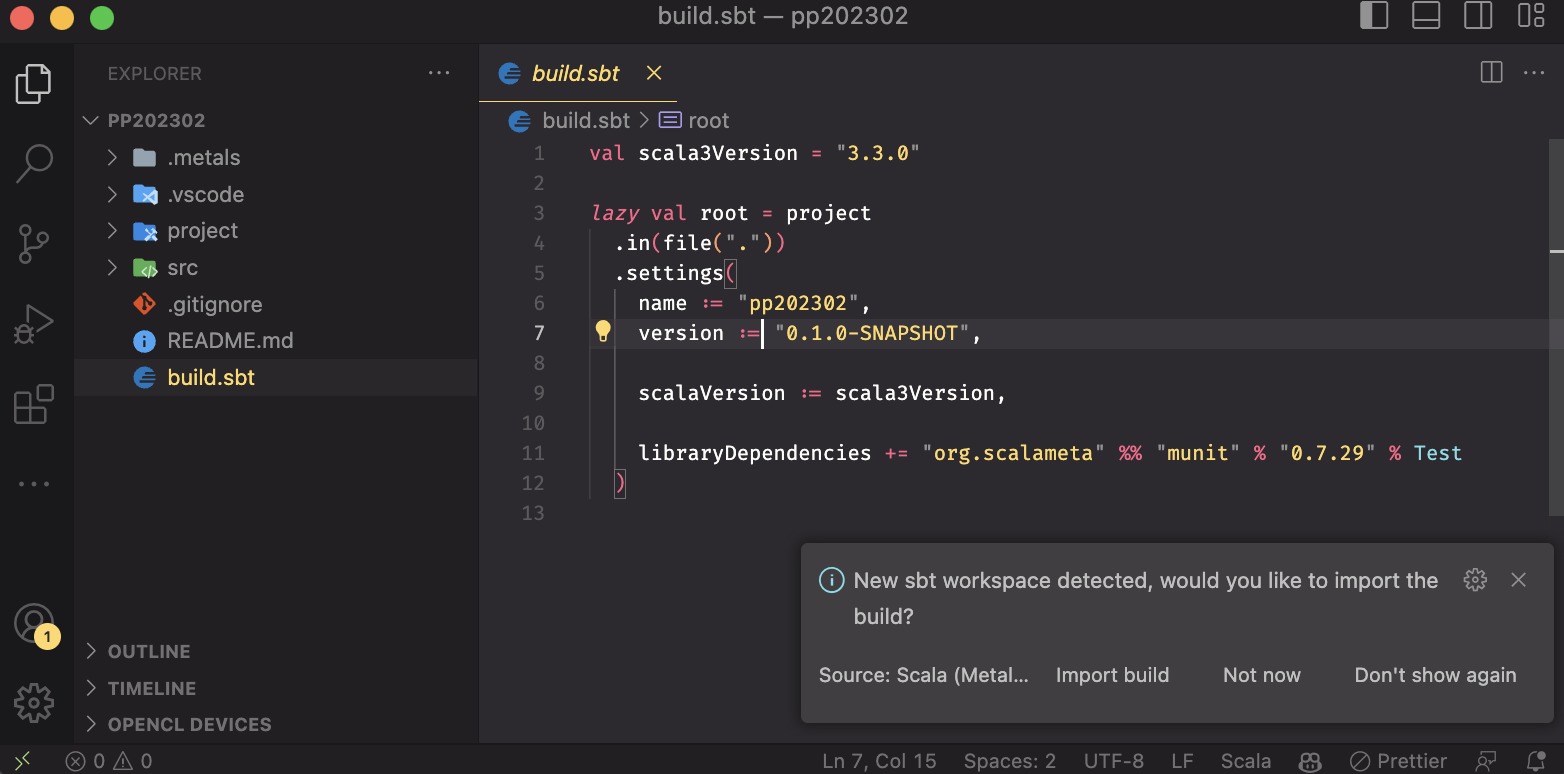 build.sbt — pp202302
EXPLORER
PP202302
.metals
.vscode
project
src
.gitignore
README.md
build.sbt
OUTLINE
TIMELINE
OPENCL DEVICES
1
build.sbt
build.sbt > root
1 val scala3Version = "3.3.0"
2
3 lazy val root = project
4 .in(file("."))
5 .settings(
6 name := "pp202302",
7 version := "0.1.0-SNAPSHOT",
8
9 scalaVersion := scala3Version,
10
11 libraryDependencies += "org.scalameta" %% "munit" % "0.7.29" % Test
12 )
13
New sbt workspace detected, would you like to import the
build?
Source: Scala (Metal... Import build Not now Don't show again
0 0 Ln 7, Col 15 Spaces: 2 UTF-8 LF Scala Prettier